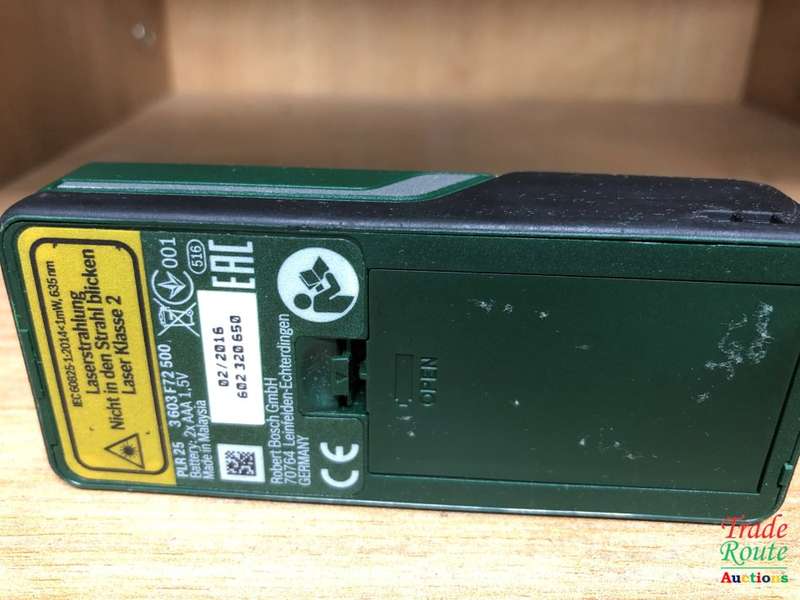 IEC 60825-1:2014<1mW, 635nm
Laserstrahlung
Nicht in den Strahl blicken
Laser Klasse 2
PLR 25 3 603 F72 500
Battery: 2x AAA 1,5V
Made in Malaysia
001
516
EAC
02/2016
602320650
Robert Bosch GmbH
70764 Leinfelden-Echterdingen
GERMANY
CE
OPEN
Trade
Route
Auctions